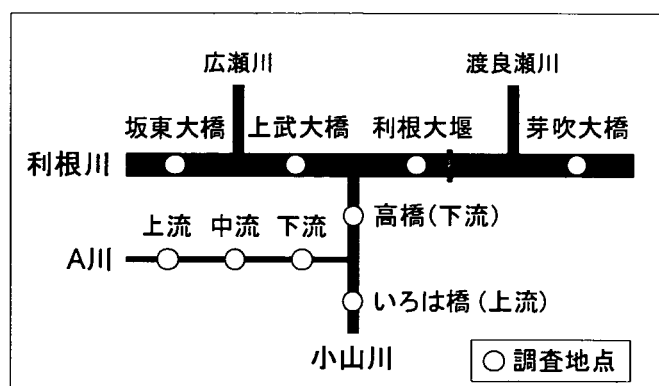 広瀬川
渡良瀬川
坂東大橋 上武大橋 利根大堰 芽吹大橋
利根川
上流 中流 下流 高橋(下流)
A川
いろは橋(上流)
小山川
○調査地点